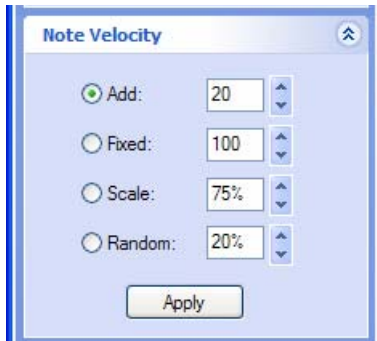 Note Velocity
Add: 20
Fixed: 100
Scale: 75%
Random: 20%
Apply